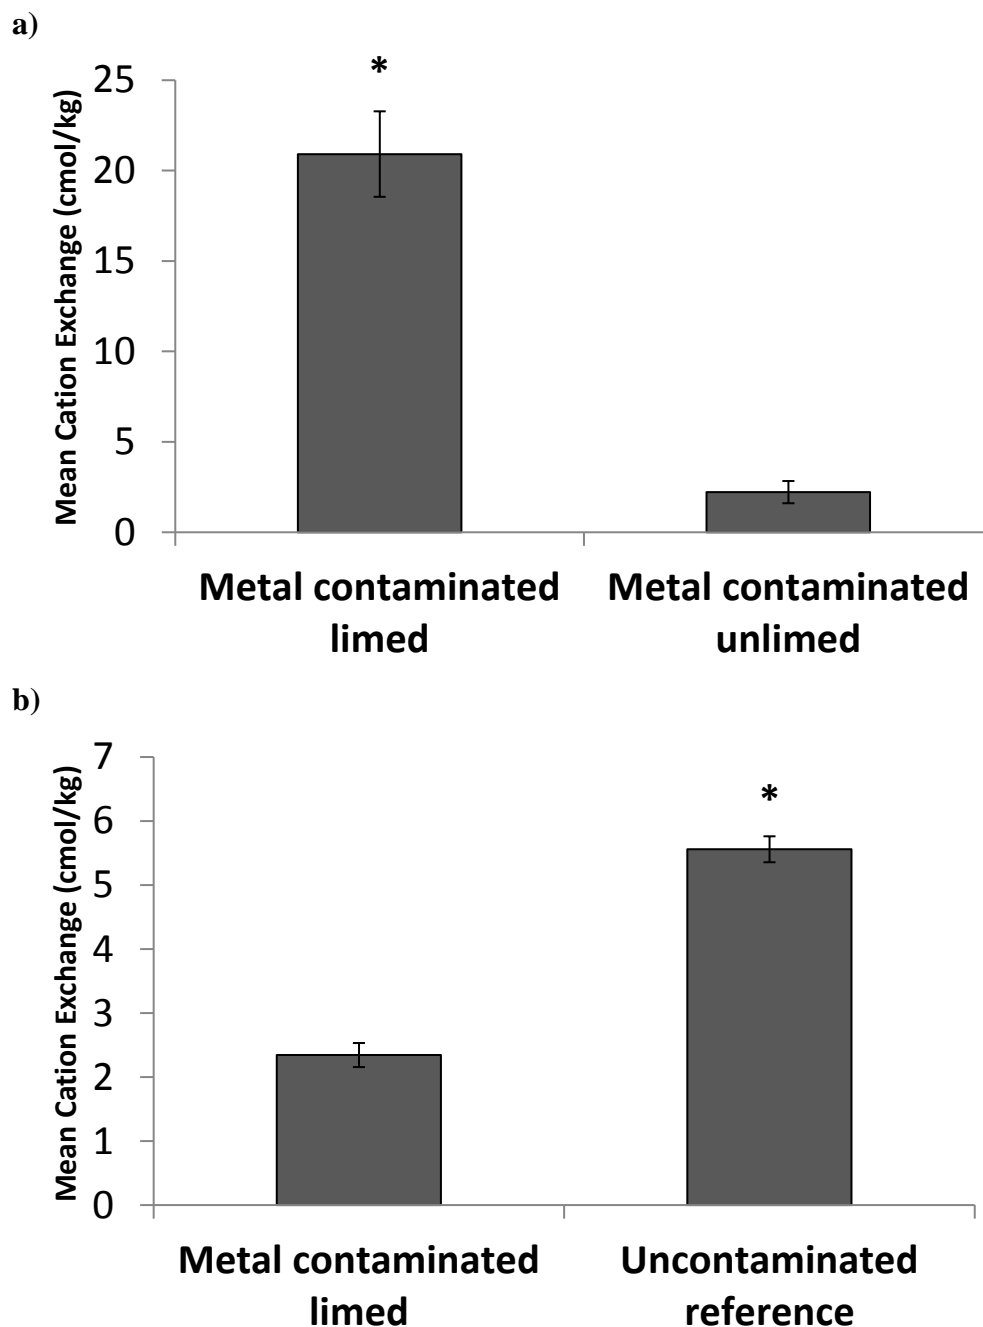 a)
*
25
20
15
10
5
0
Mean Cation Exchange (cmol/kg)
Metal contaminated
limed
Metal contaminated
unlimed
b)
*
7
6
5
4
3
2
1
0
Mean Cation Exchange (cmol/kg)
Metal contaminated
limed
Uncontaminated
reference